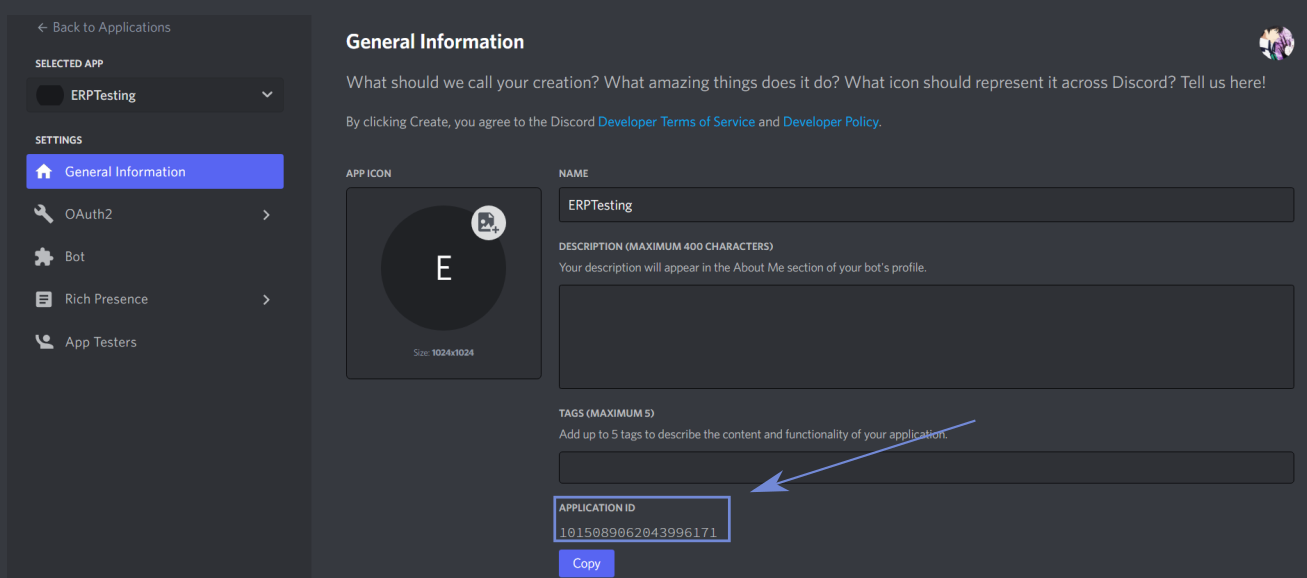 ← Back to Applications
SELECTED APP
ERPTesting
SETTINGS
General Information
OAuth2
Bot
Rich Presence
App Testers
General Information
What should we call your creation? What amazing things does it do? What icon should represent it across Discord? Tell us here!
By clicking Create, you agree to the Discord Developer Terms of Service and Developer Policy.
APP ICON
E
Size: 1024x1024
NAME
ERPTesting
DESCRIPTION (MAXIMUM 400 CHARACTERS)
Your description will appear in the About Me section of your bot's profile.
TAGS (MAXIMUM 5)
Add up to 5 tags to describe the content and functionality of your application.
APPLICATION ID
1015089062043996171
Copy